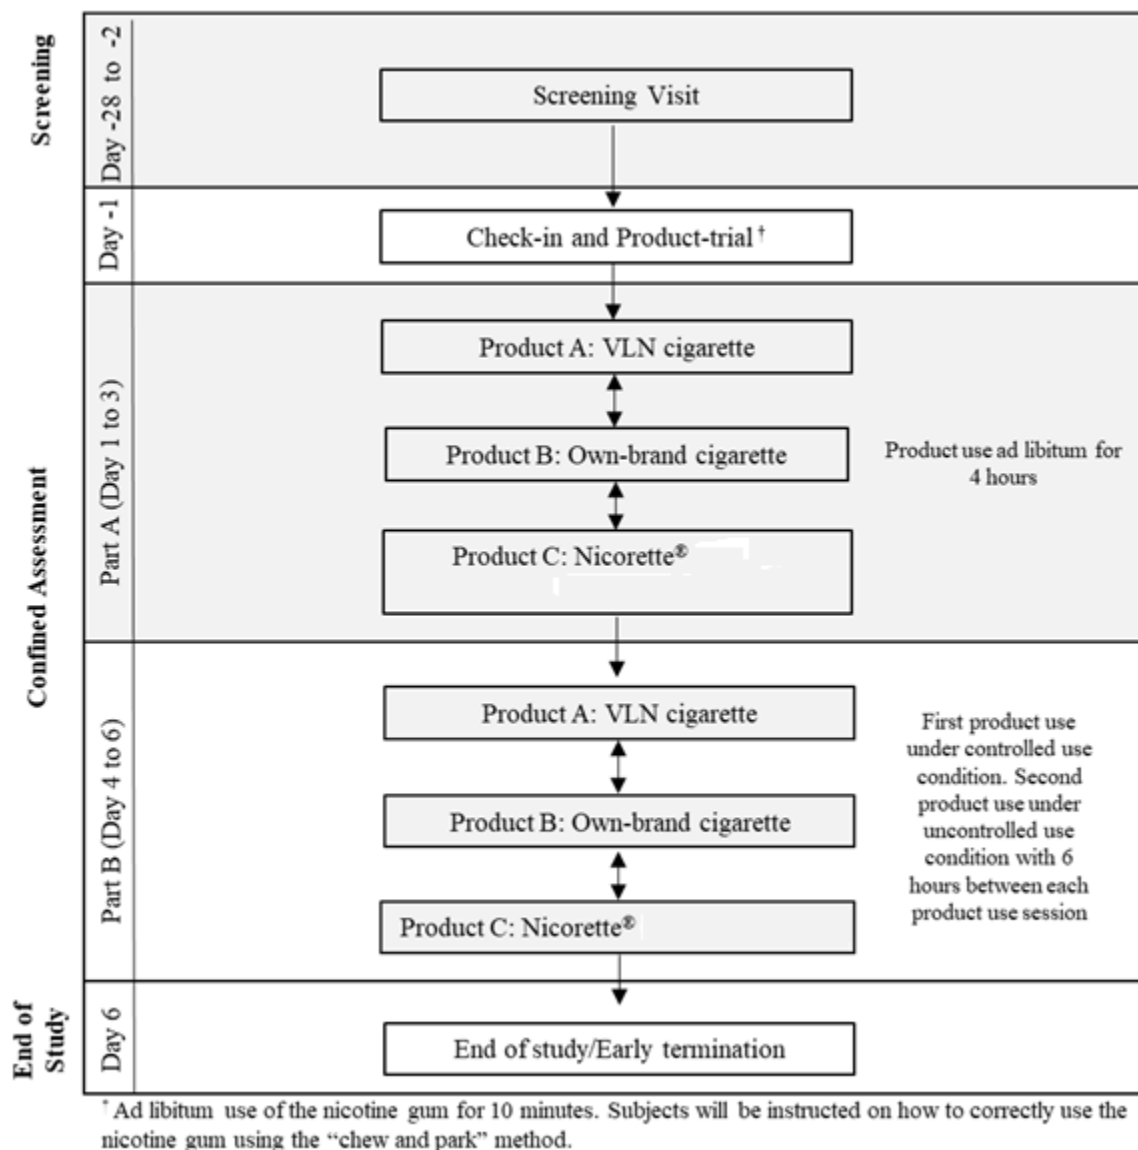 Screening
Day -28 to -2
Screening Visit
Day -1
Check-in and Product-trial †
Confined Assessment
Part A (Day 1 to 3)
Product A: VLN cigarette
Product B: Own-brand cigarette
Product C: Nicorette®
Product use ad libitum for
4 hours
Part B (Day 4 to 6)
Product A: VLN cigarette
Product B: Own-brand cigarette
Product C: Nicorette®
First product use
under controlled use
condition. Second
product use under
uncontrolled use
condition with 6
hours between each
product use session
End of
Study
Day 6
End of study/Early termination
† Ad libitum use of the nicotine gum for 10 minutes. Subjects will be instructed on how to correctly use the
nicotine gum using the “chew and park” method.